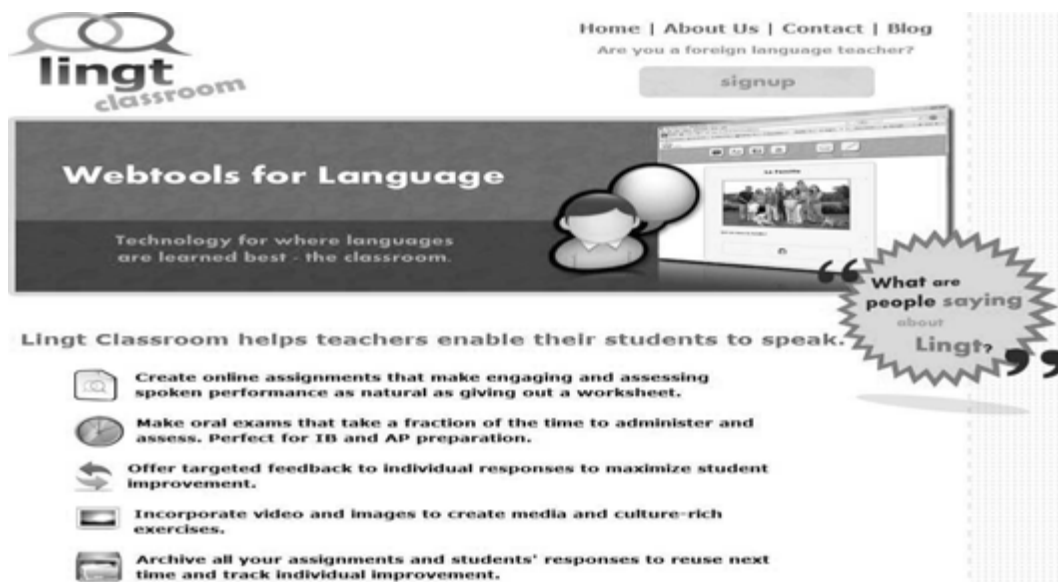 lingt
classroom
Home | About Us | Contact | Blog
Are you a foreign language teacher?
signup
Webtools for Language
Technology for where languages
are learned best - the classroom.
La Familia
“ What are
people saying
about
Lingt? ”
Lingt Classroom helps teachers enable their students to speak.
Create online assignments that make engaging and assessing
spoken performance as natural as giving out a worksheet.
Make oral exams that take a fraction of the time to administer and
assess. Perfect for IB and AP preparation.
Offer targeted feedback to individual responses to maximize student
improvement.
Incorporate video and images to create media and culture-rich
exercises.
Archive all your assignments and students' responses to reuse next
time and track individual improvement.